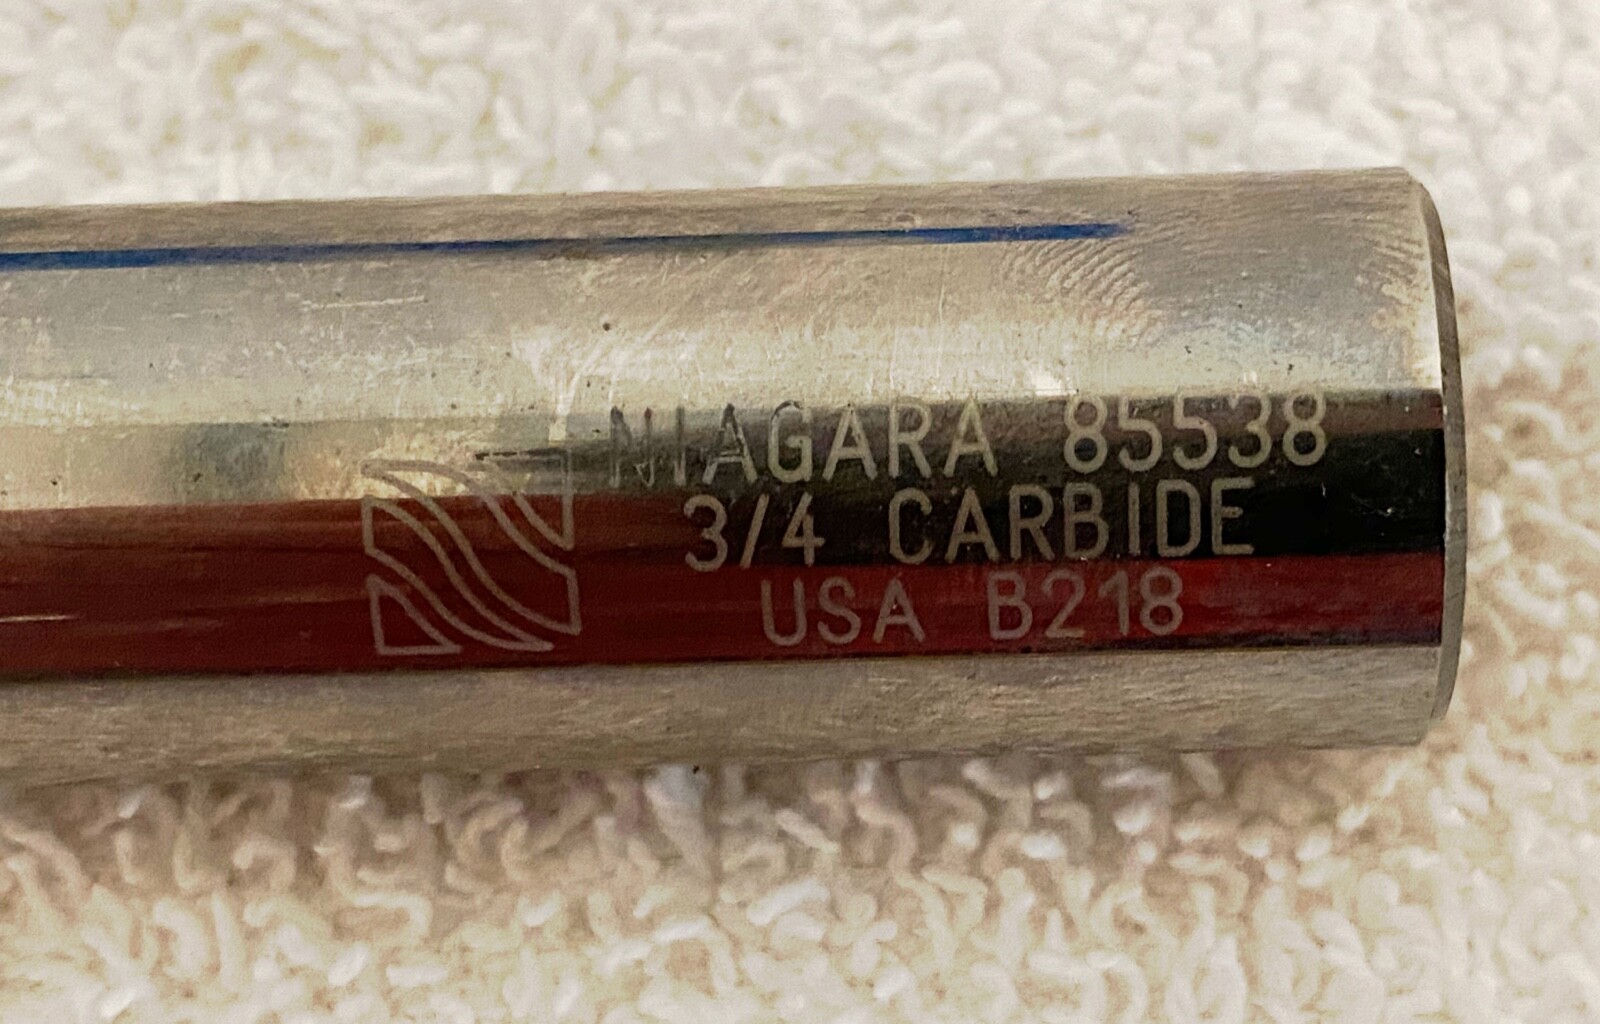 NIAGARA 85538
3/4 CARBIDE
USA B218